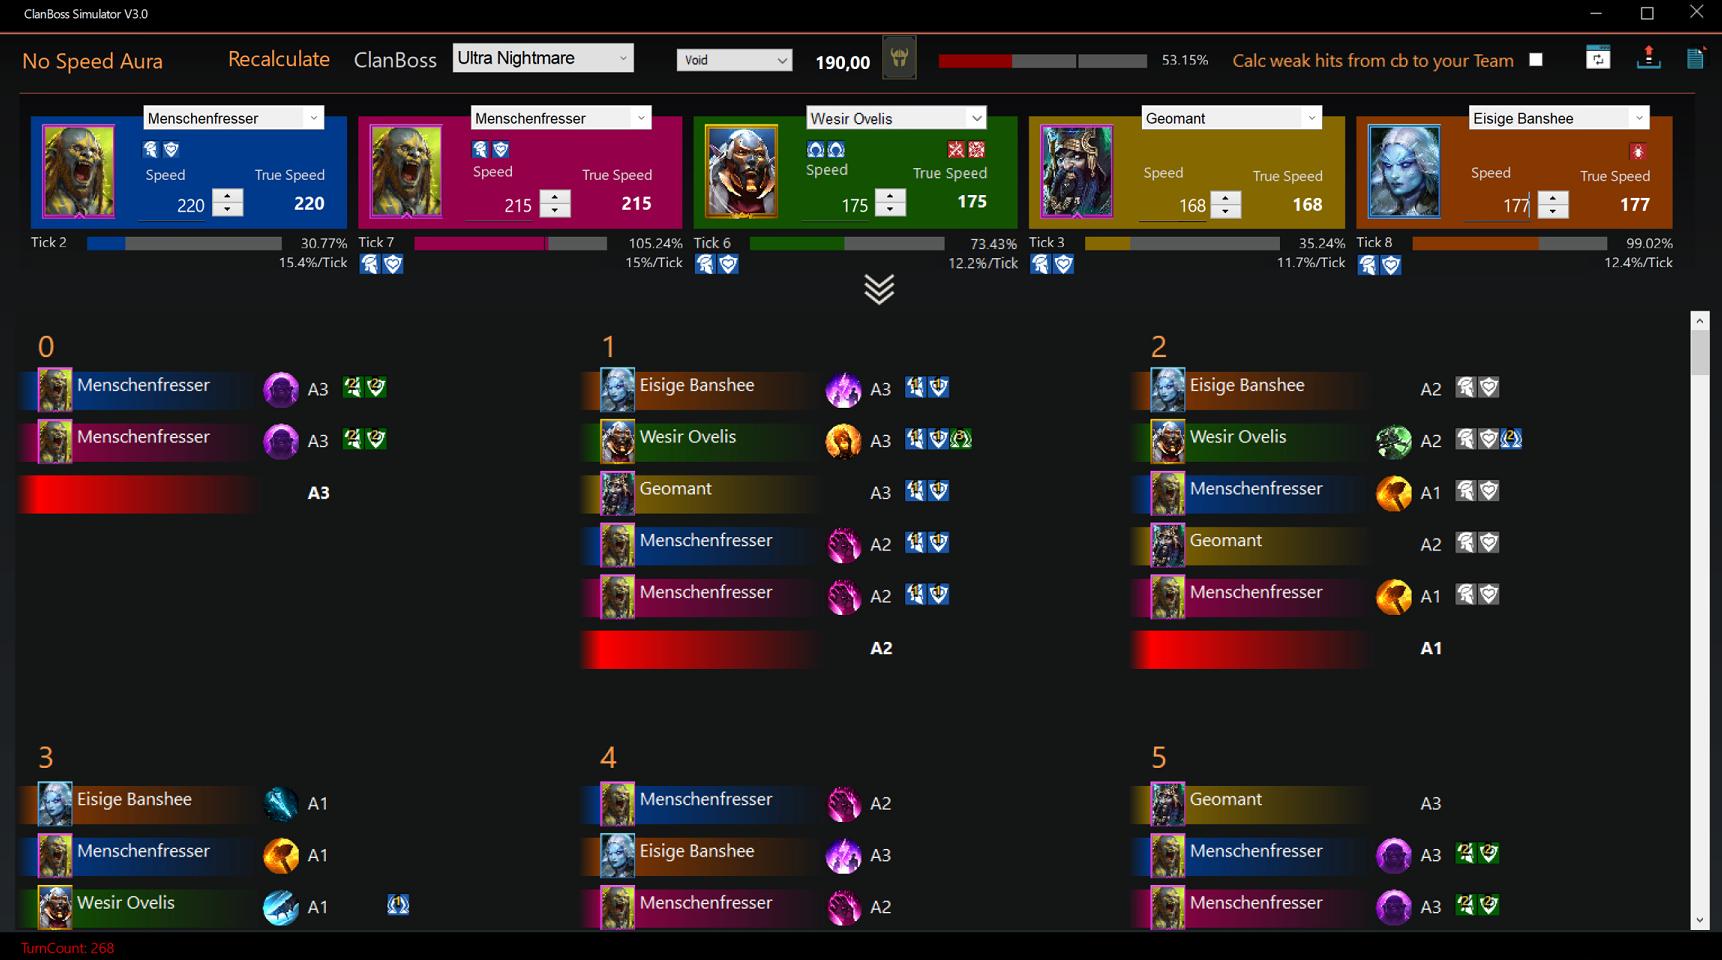 ClanBoss Simulator V3.0
No Speed Aura
Recalculate
ClanBoss
Ultra Nightmare
Void
190,00
53.15%
Calc weak hits from cb to your Team
Menschenfresser
Speed
True Speed
220
220
Tick 2
30.77%
15.4%/Tick
Menschenfresser
Speed
True Speed
215
215
Tick 7
105.24%
15%/Tick
Wesir Ovelis
Speed
True Speed
175
175
Tick 6
73.43%
12.2%/Tick
Geomant
Speed
True Speed
168
168
Tick 3
35.24%
11.7%/Tick
Eisige Banshee
Speed
True Speed
177
177
Tick 8
99.02%
12.4%/Tick
0
Menschenfresser A3
Menschenfresser A3
A3
1
Eisige Banshee A3
Wesir Ovelis A3
Geomant A3
Menschenfresser A2
Menschenfresser A2
A2
2
Eisige Banshee A2
Wesir Ovelis A2
Menschenfresser A1
Geomant A2
Menschenfresser A1
A1
3
Eisige Banshee A1
Menschenfresser A1
Wesir Ovelis A1
4
Menschenfresser A2
Eisige Banshee A3
Menschenfresser A2
5
Geomant A3
Menschenfresser A3
Menschenfresser A3
TurnCount: 268